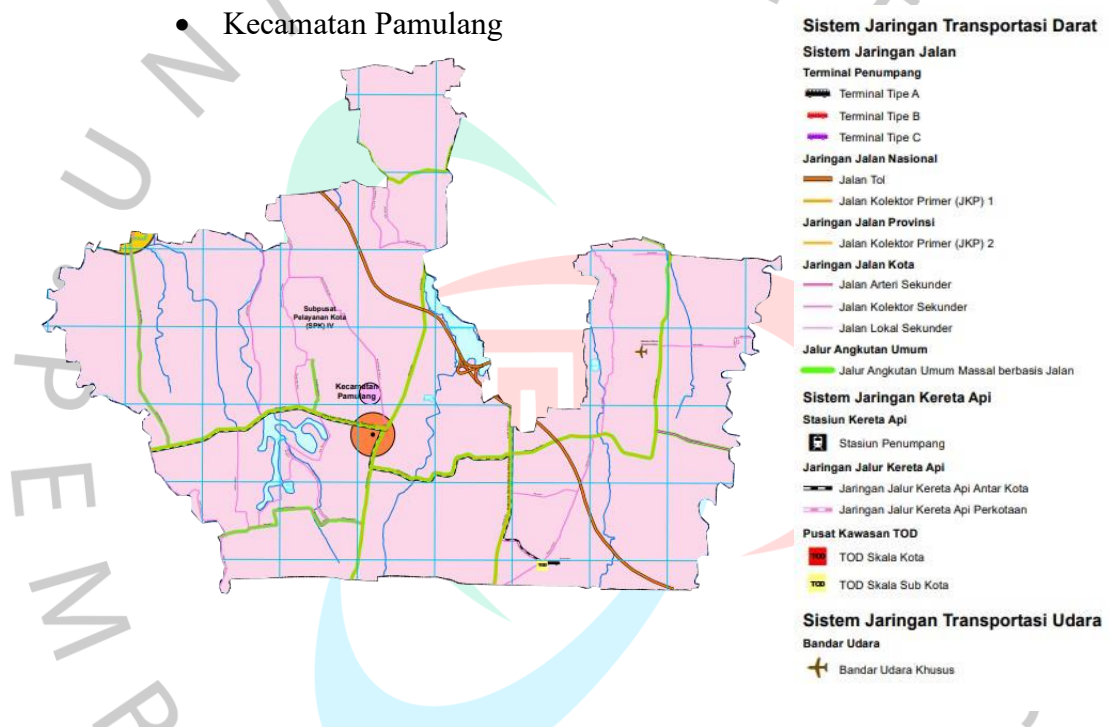 • Kecamatan Pamulang
Subpusat
Pelayanan Kota
(SPK) IV
Kecamatan
Pamulang
TOD
Sistem Jaringan Transportasi Darat
Sistem Jaringan Jalan
Terminal Penumpang
Terminal Tipe A
Terminal Tipe B
Terminal Tipe C
Jaringan Jalan Nasional
Jalan Tol
Jalan Kolektor Primer (JKP) 1
Jaringan Jalan Provinsi
Jalan Kolektor Primer (JKP) 2
Jaringan Jalan Kota
Jalan Arteri Sekunder
Jalan Kolektor Sekunder
Jalan Lokal Sekunder
Jalur Angkutan Umum
Jalur Angkutan Umum Massal berbasis Jalan
Sistem Jaringan Kereta Api
Stasiun Kereta Api
Stasiun Penumpang
Jaringan Jalur Kereta Api
Jaringan Jalur Kereta Api Antar Kota
Jaringan Jalur Kereta Api Perkotaan
Pusat Kawasan TOD
TOD TOD Skala Kota
TOD TOD Skala Sub Kota
Sistem Jaringan Transportasi Udara
Bandar Udara
Bandar Udara Khusus